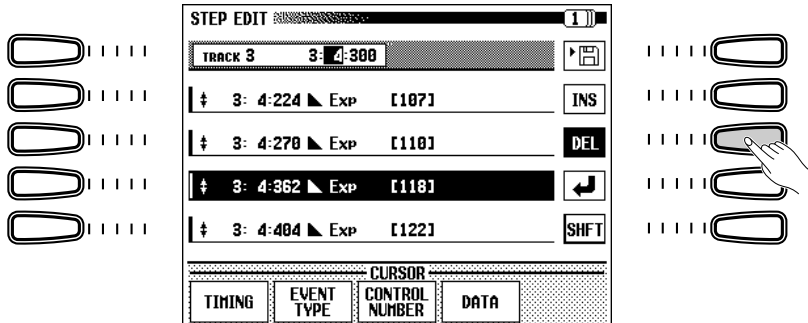 STEP EDIT 1
TRACK 3 3: 4:300
3: 4:224 Exp [107] INS
3: 4:270 Exp [110] DEL
3: 4:362 Exp [118]
3: 4:404 Exp [122] SHFT
CURSOR
TIMING EVENT TYPE CONTROL NUMBER DATA